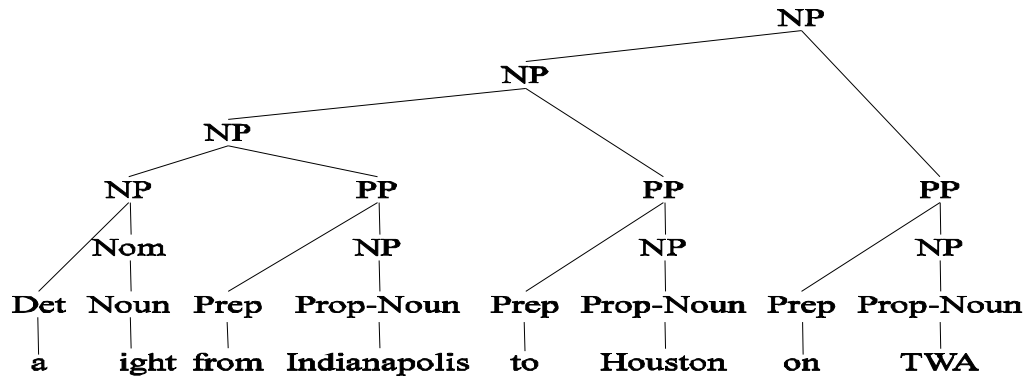 NP
NP
NP
NP PP PP PP
Nom NP NP NP
Det Noun Prep Prop-Noun Prep Prop-Noun Prep Prop-Noun
a ight from Indianapolis to Houston on TWA